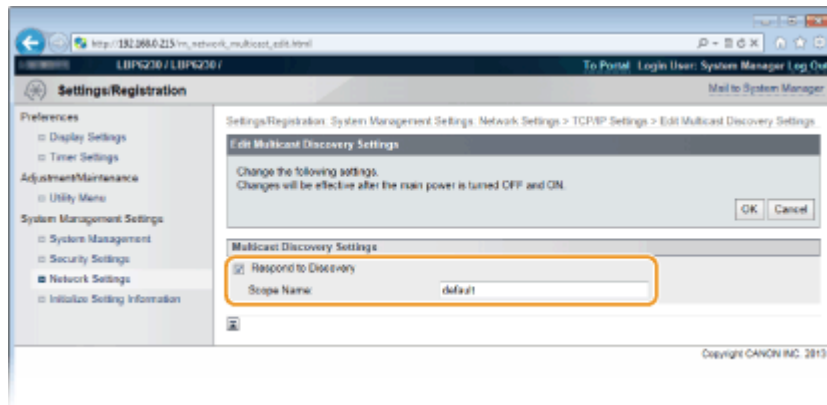 http://192.168.0.215/m_network_multicast_edit.html
LBP6230 / LBP6230 /
To Portal Login User: System Manager Log Out
Settings/Registration
Mail to System Manager
Preferences
Display Settings
Timer Settings
Adjustment/Maintenance
Utility Menu
System Management Settings
System Management
Security Settings
Network Settings
Initialize Setting Information
Settings/Registration: System Management Settings: Network Settings > TCP/IP Settings > Edit Multicast Discovery Settings
Edit Multicast Discovery Settings
Change the following settings.
Changes will be effective after the main power is turned OFF and ON.
OK Cancel
Multicast Discovery Settings
Respond to Discovery
Scope Name: default
Copyright CANON INC. 2013